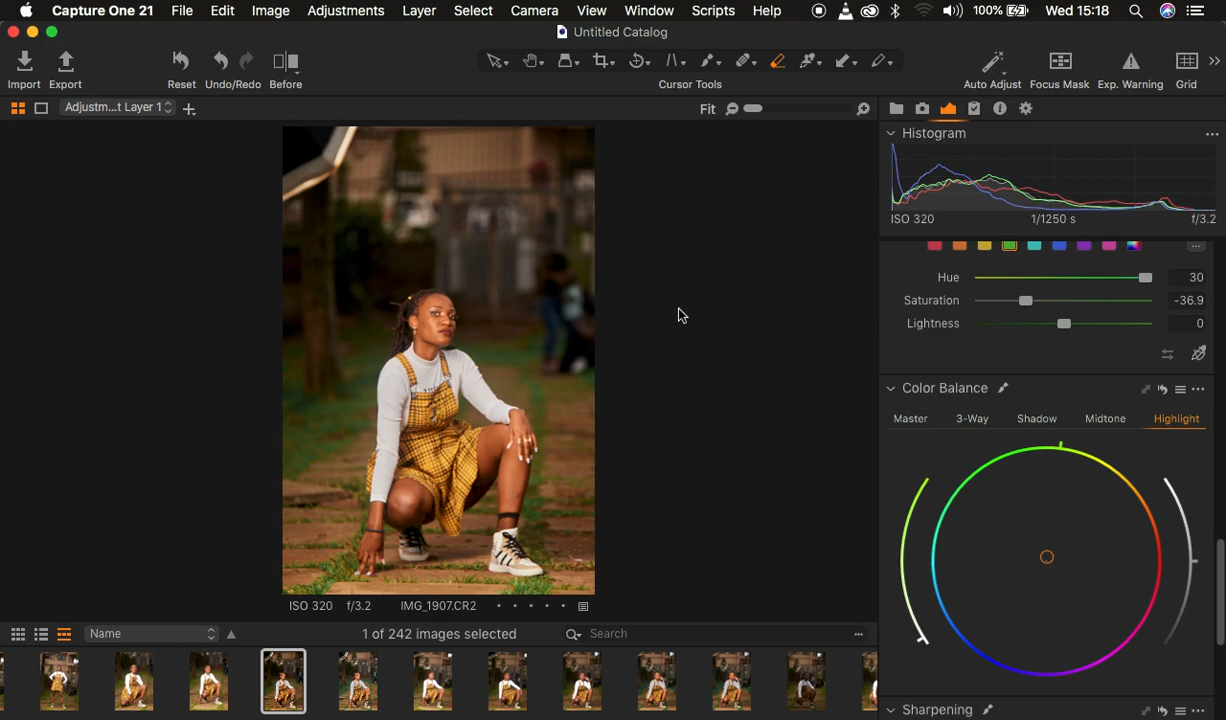 Capture One 21 File Edit Image Adjustments Layer Select Camera View Window Scripts Help 100% Wed 15:18
Untitled Catalog
Import Export Reset Undo/Redo Before Cursor Tools Auto Adjust Focus Mask Exp. Warning Grid
Adjustm...t Layer 1 Fit
Histogram
ISO 320 1/1250 s f/3.2
Hue 30
Saturation -36.9
Lightness 0
Color Balance
Master 3-Way Shadow Midtone Highlight
ISO 320 f/3.2 IMG_1907.CR2
Name 1 of 242 images selected Search
Sharpening